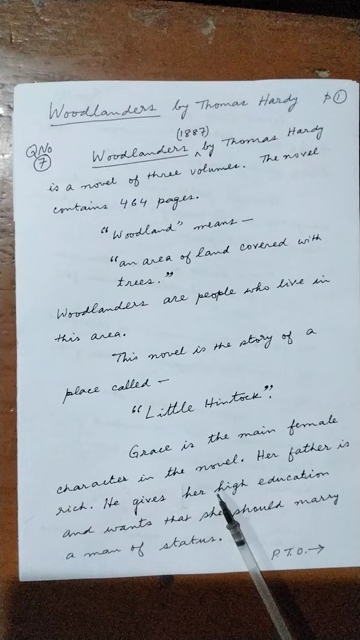 Woodlanders by Thomas Hardy P ①
Q No 7
(1887)
Woodlanders ^ by Thomas Hardy
is a novel of three volumes. The novel
contains 464 pages.
"Woodland" means —
"an area of land covered with
trees."
Woodlanders are people who live in
this area.
This novel is the story of a
place called —
"Little Hintock".
Grace is the main female
character in the novel. Her father is
rich. He gives her high education
and wants that she should marry
a man of status.
P.T.O. →